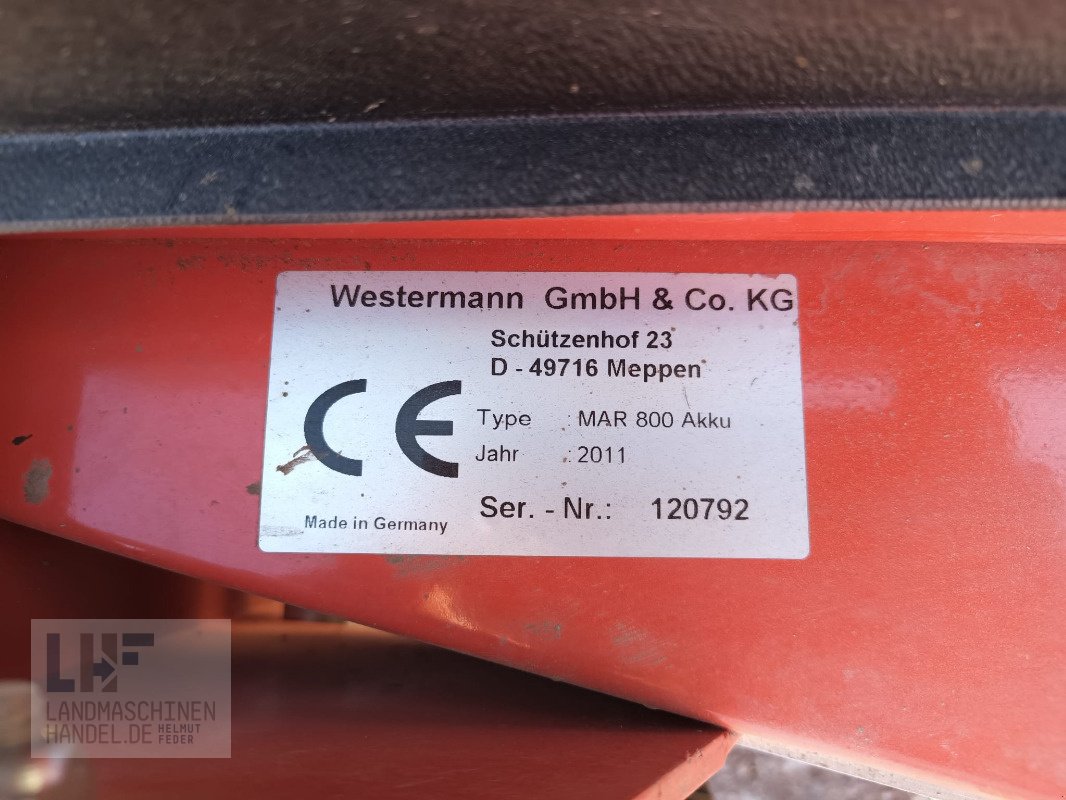 Westermann GmbH & Co. KG
Schützenhof 23
D - 49716 Meppen
CE
Type : MAR 800 Akku
Jahr : 2011
Ser. - Nr.: 120792
Made in Germany
LHF
LANDMASCHINEN
HANDEL.DE HELMUT
FEDER